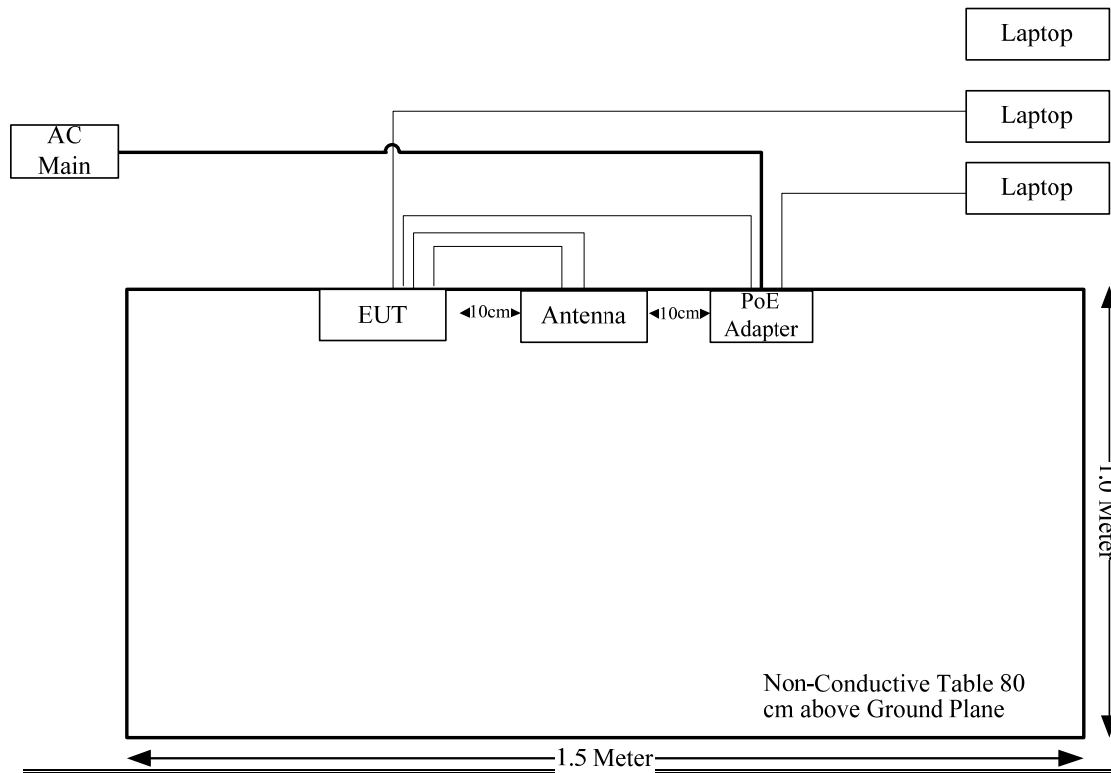 Laptop
Laptop
AC
Main
Laptop
EUT
10cm
Antenna
10cm
PoE
Adapter
1.0 Meter
Non-Conductive Table 80
cm above Ground Plane
1.5 Meter